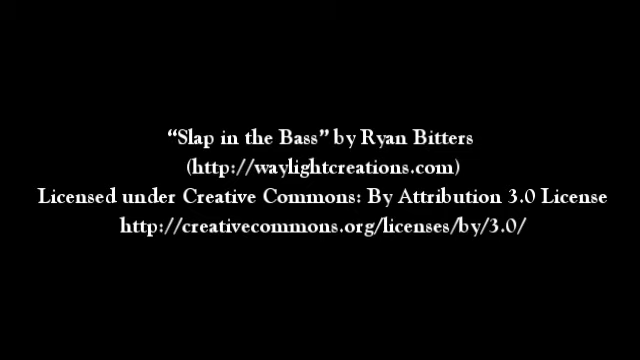 “Slap in the Bass” by Ryan Bitters
(http://waylightcreations.com)
Licensed under Creative Commons: By Attribution 3.0 License
http://creativecommons.org/licenses/by/3.0/